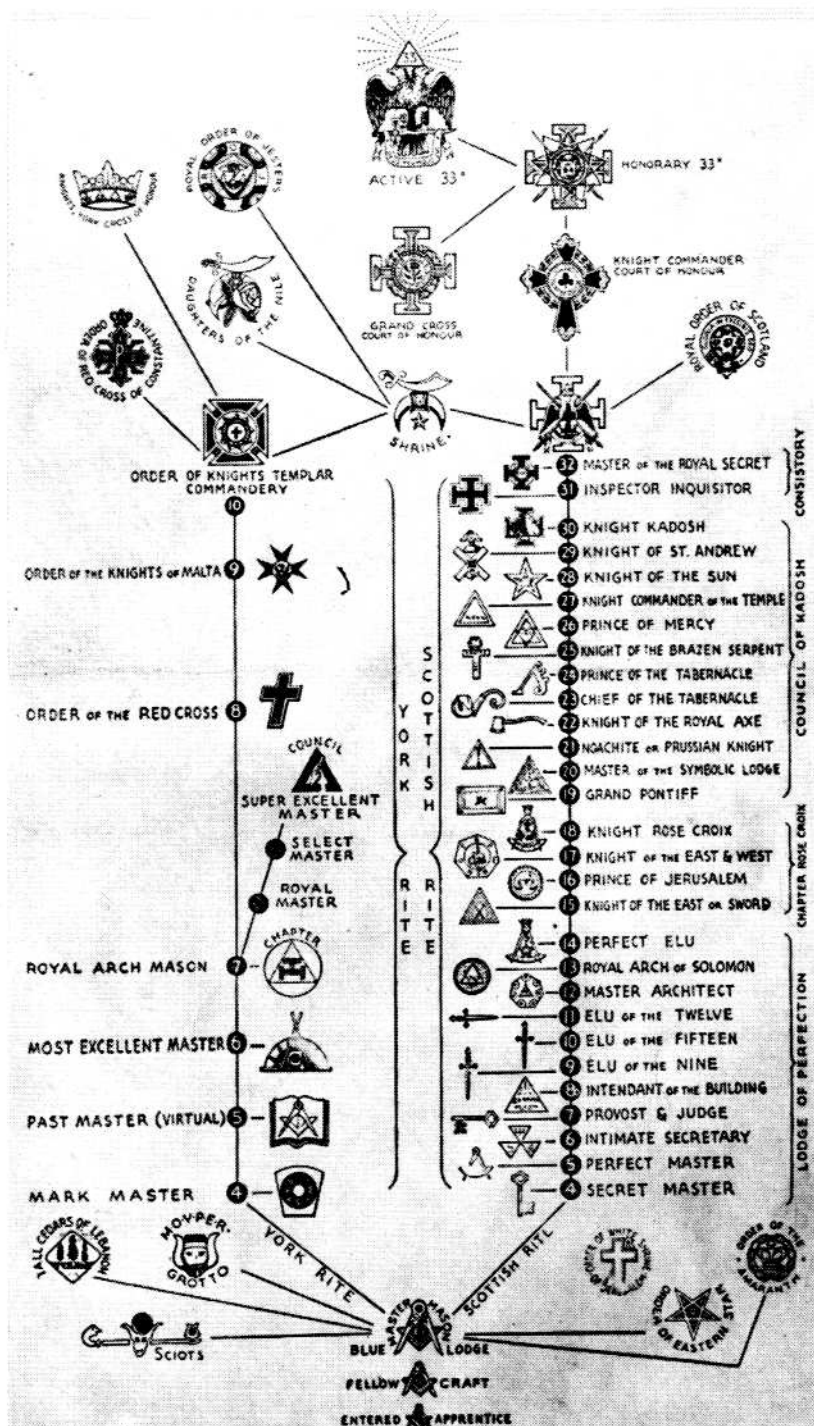 33
ACTIVE 33°
HONORARY 33°
ROYAL ORDER OF JESTERS
KNIGHTS, YORK CROSS OF HONOUR
DAUGHTERS OF THE NILE
GRAND CROSS
COURT OF HONOUR
KNIGHT COMMANDER
COURT OF HONOUR
ORDER OF RED CROSS OF CONSTANTINE
ROYAL ORDER OF SCOTLAND
SHRINE.
ORDER OF KNIGHTS TEMPLAR
COMMANDERY
10
ORDER OF THE KNIGHTS OF MALTA 9
ORDER OF THE RED CROSS 8
COUNCIL
SUPER EXCELLENT
MASTER
SELECT
MASTER
ROYAL
MASTER
CHAPTER
ROYAL ARCH MASON 7
MOST EXCELLENT MASTER 6
PAST MASTER (VIRTUAL) 5
MARK MASTER 4
YORK RITE
SCOTTISH RITE
32 MASTER OF THE ROYAL SECRET
31 INSPECTOR INQUISITOR
CONSISTORY
30 KNIGHT KADOSH
29 KNIGHT OF ST. ANDREW
28 KNIGHT OF THE SUN
27 KNIGHT COMMANDER OF THE TEMPLE
26 PRINCE OF MERCY
25 KNIGHT OF THE BRAZEN SERPENT
24 PRINCE OF THE TABERNACLE
23 CHIEF OF THE TABERNACLE
22 KNIGHT OF THE ROYAL AXE
21 NOACHITE OR PRUSSIAN KNIGHT
20 MASTER OF THE SYMBOLIC LODGE
19 GRAND PONTIFF
COUNCIL OF KADOSH
18 KNIGHT ROSE CROIX
17 KNIGHT OF THE EAST & WEST
16 PRINCE OF JERUSALEM
15 KNIGHT OF THE EAST OR SWORD
CHAPTER ROSE CROIX
14 PERFECT ELU
13 ROYAL ARCH OF SOLOMON
12 MASTER ARCHITECT
11 ELU OF THE TWELVE
10 ELU OF THE FIFTEEN
9 ELU OF THE NINE
8 INTENDANT OF THE BUILDING
7 PROVOST & JUDGE
6 INTIMATE SECRETARY
5 PERFECT MASTER
4 SECRET MASTER
LODGE OF PERFECTION
YORK RITE
SCOTTISH RITE
TALL CEDARS OF LEBANON
MOVPER
GROTTO
SCIOTS
ORDER OF WHITE SHRINE OF JERUSALEM
ORDER OF EASTERN STAR
ORDER OF THE AMARANTH
MASTER MASON
BLUE LODGE
FELLOW CRAFT
ENTERED APPRENTICE